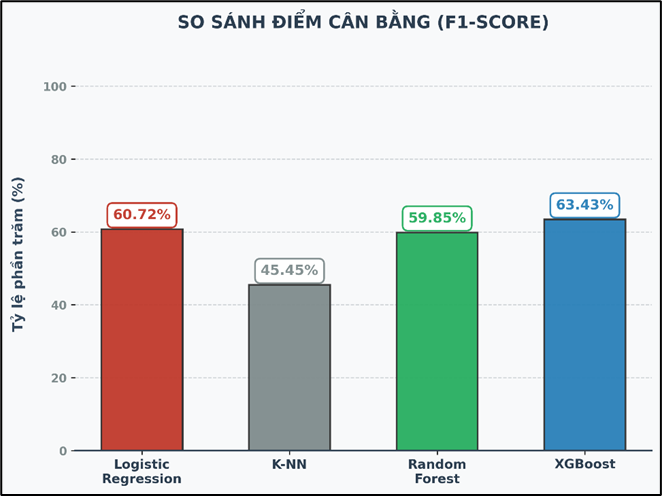 SO SÁNH ĐIỂM CÂN BẰNG (F1-SCORE)
Tỷ lệ phần trăm (%)
100
80
60
40
20
0
60.72%
45.45%
59.85%
63.43%
Logistic
Regression
K-NN
Random
Forest
XGBoost